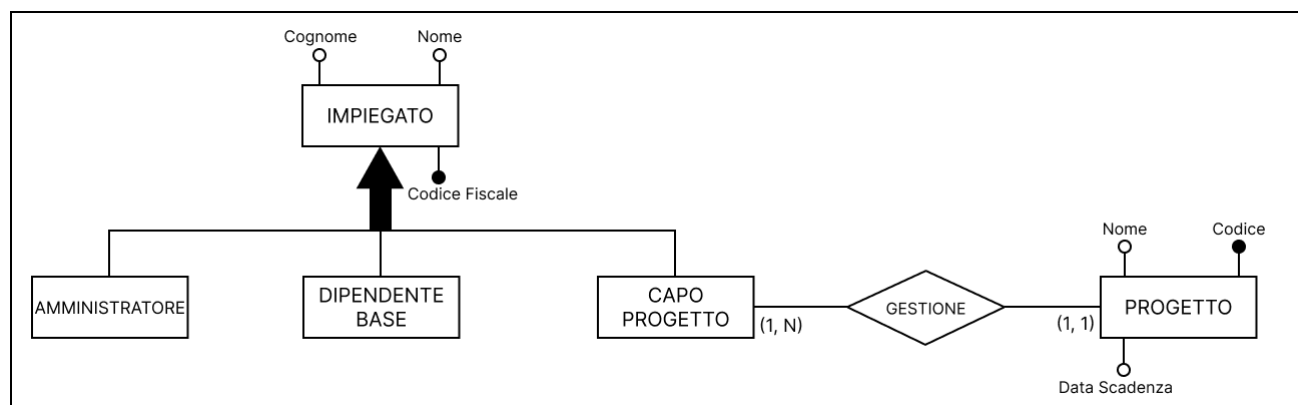 Cognome
Nome
IMPIEGATO
Codice Fiscale
Nome
Codice
AMMINISTRATORE
DIPENDENTE
BASE
CAPO
PROGETTO
(1, N)
GESTIONE
(1, 1)
PROGETTO
Data Scadenza